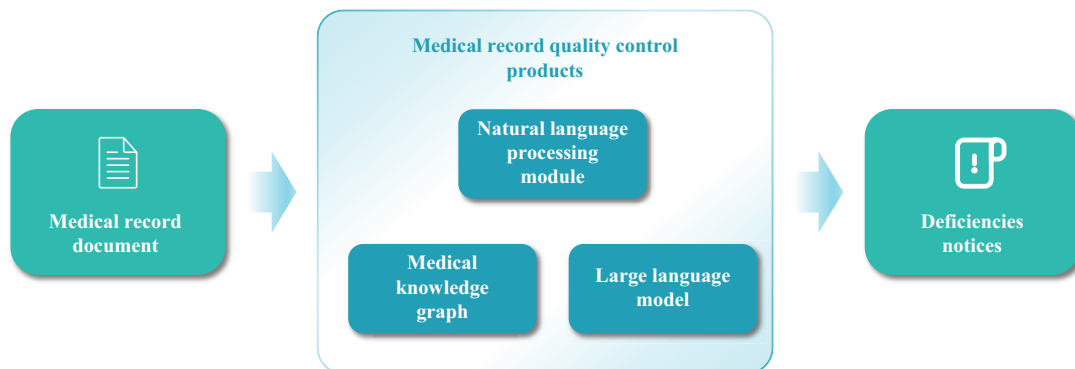 Medical record quality control
products
Natural language
processing
module
Medical record
document
Deficiencies
notices
Medical
knowledge
graph
Large language
model